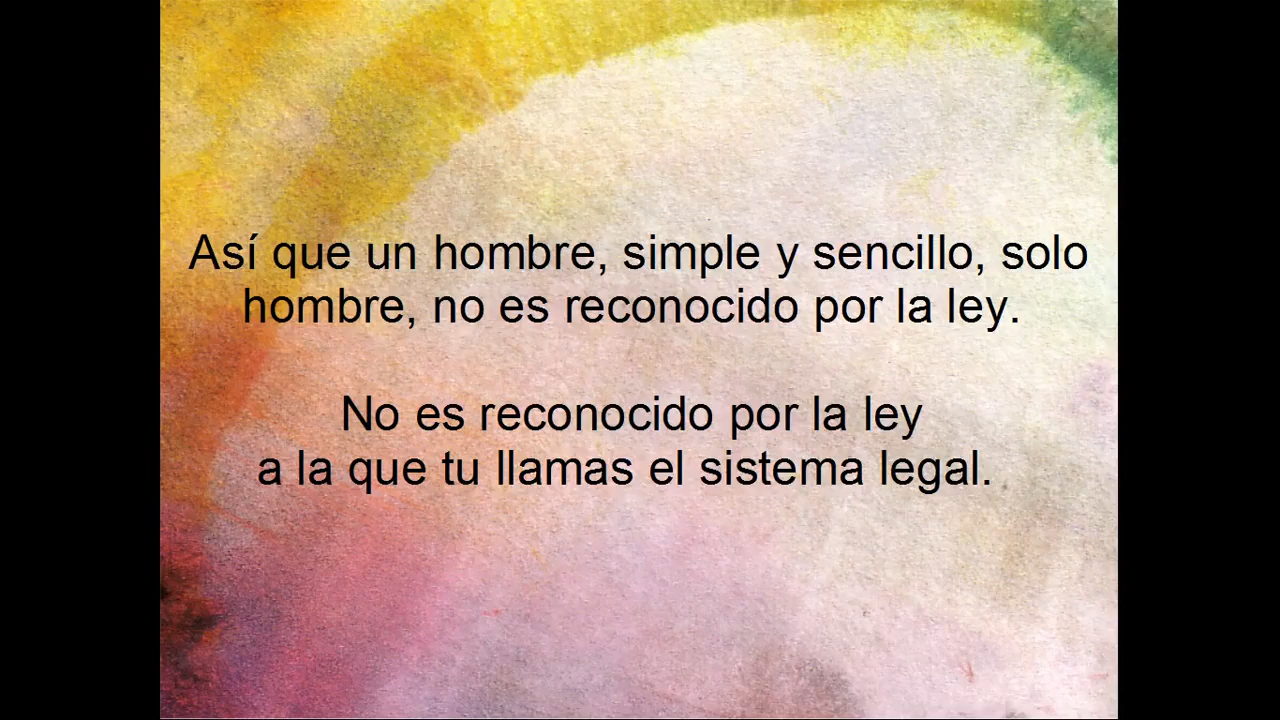 Así que un hombre, simple y sencillo, solo
hombre, no es reconocido por la ley.
No es reconocido por la ley
a la que tu llamas el sistema legal.